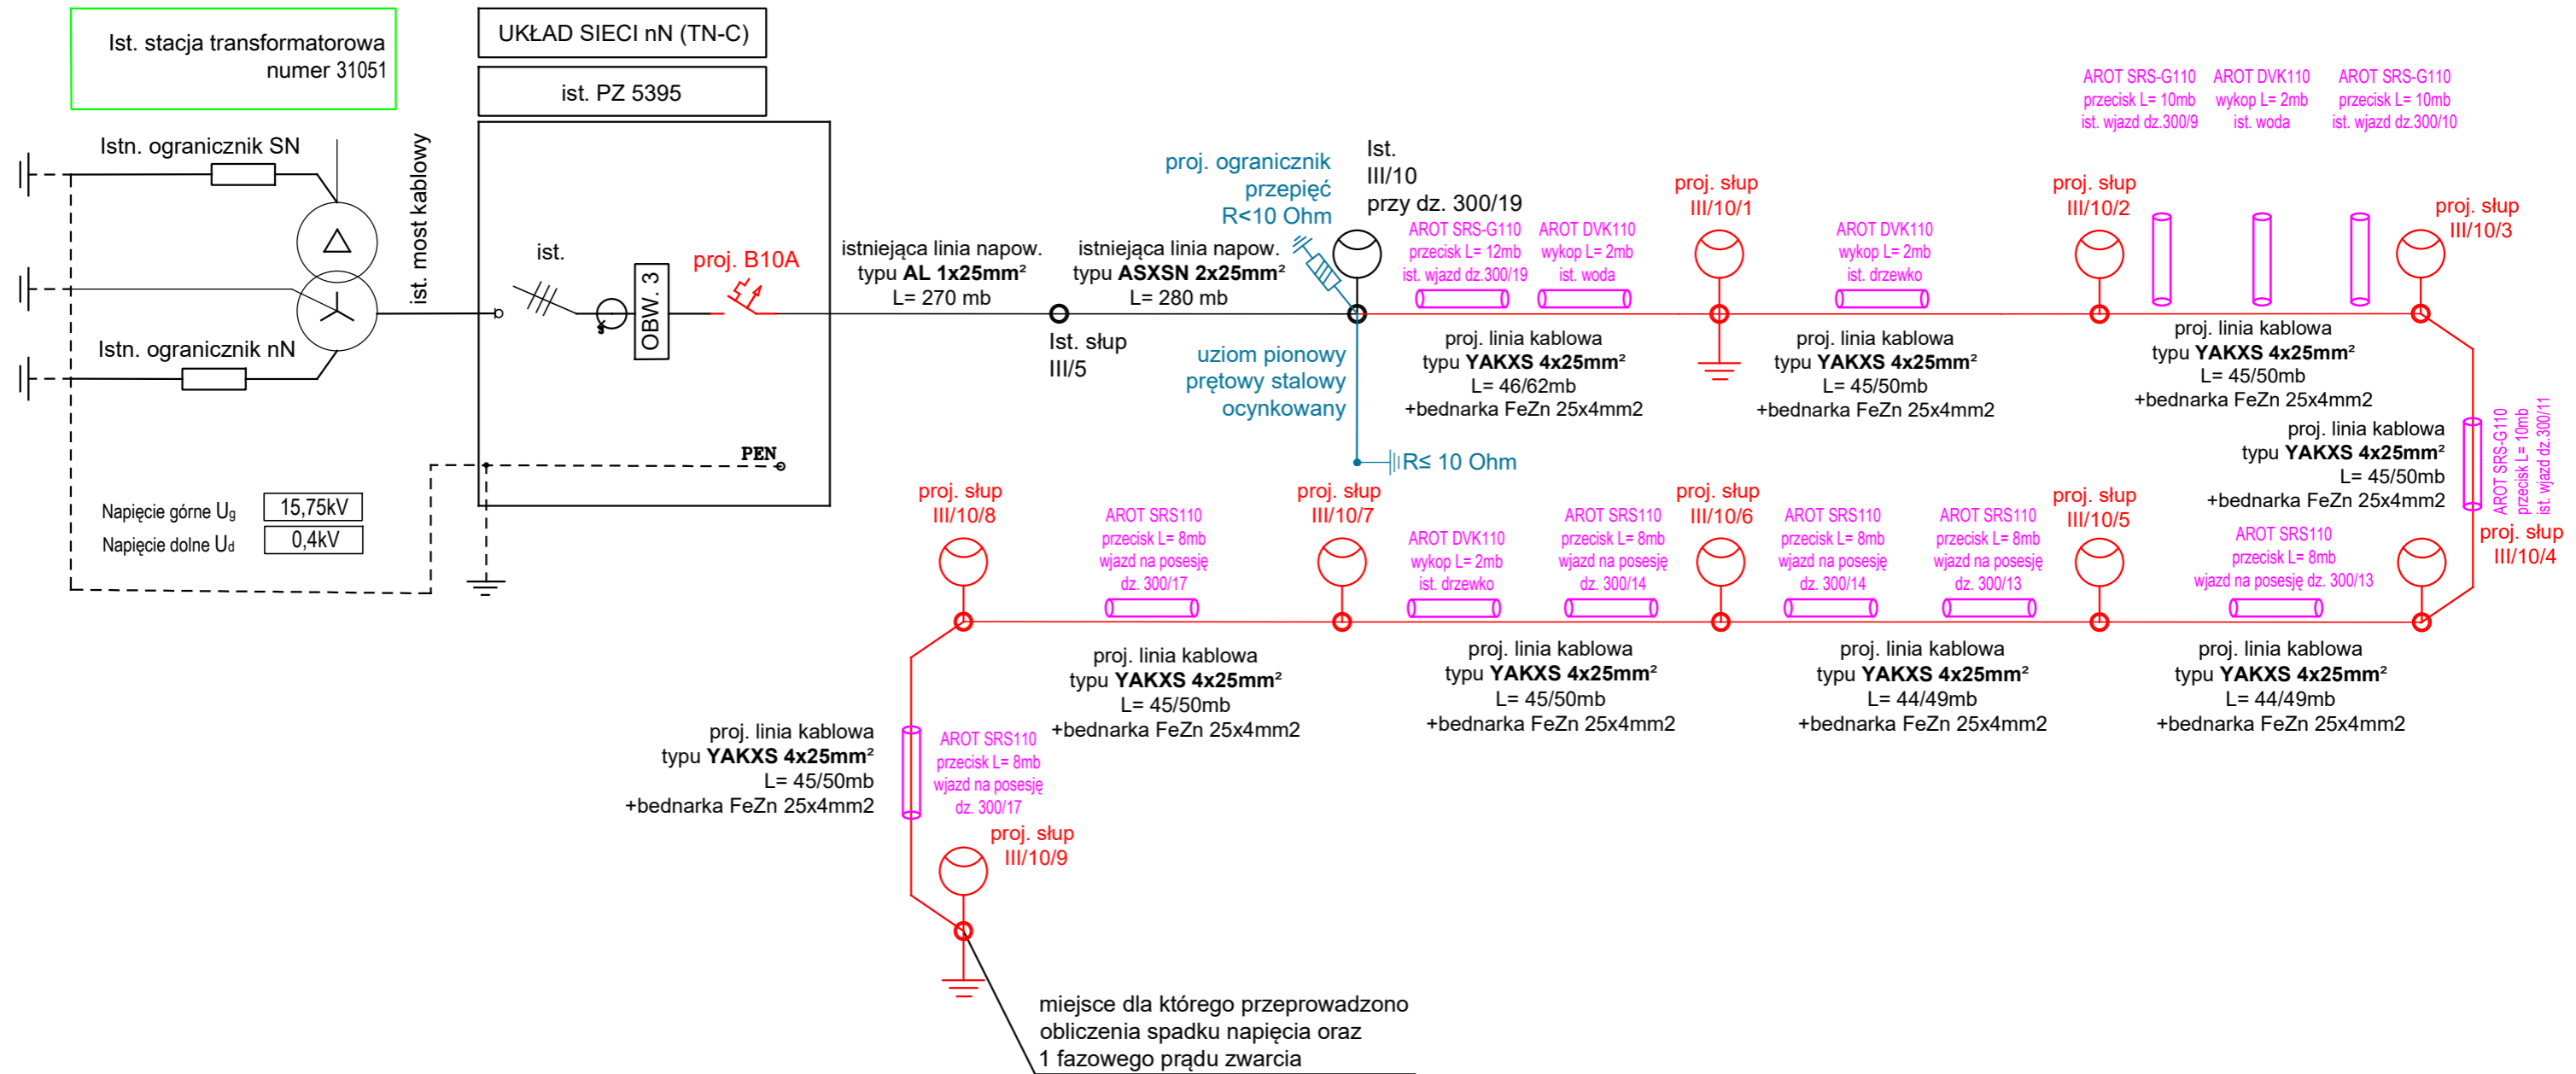 Ist. stacja transformatorowa
numer 31051
UKŁAD SIECI nN (TN-C)
ist. PZ 5395
Istn. ogranicznik SN
ist. most kablowy
Istn. ogranicznik nN
ist.
OBW. 3
proj. B10A
PEN
Napięcie górne Ug
15,75kV
Napięcie dolne Ud
0,4kV
istniejąca linia napow.
typu AL 1x25mm²
L= 270 mb
istniejąca linia napow.
typu ASXSN 2x25mm²
L= 280 mb
Ist. słup
III/5
proj. ogranicznik
przepięć
R<10 Ohm
Ist.
III/10
przy dz. 300/19
uziom pionowy
prętowy stalowy
ocynkowany
R≤ 10 Ohm
AROT SRS-G110
przecisk L= 12mb
ist. wjazd dz.300/19
AROT DVK110
wykop L= 2mb
ist. woda
proj. linia kablowa
typu YAKXS 4x25mm²
L= 46/62mb
+bednarka FeZn 25x4mm2
proj. słup
III/10/1
AROT DVK110
wykop L= 2mb
ist. drzewko
proj. linia kablowa
typu YAKXS 4x25mm²
L= 45/50mb
+bednarka FeZn 25x4mm2
proj. słup
III/10/2
AROT SRS-G110
przecisk L= 10mb
ist. wjazd dz.300/9
AROT DVK110
wykop L= 2mb
ist. woda
AROT SRS-G110
przecisk L= 10mb
ist. wjazd dz.300/10
proj. linia kablowa
typu YAKXS 4x25mm²
L= 45/50mb
+bednarka FeZn 25x4mm2
proj. słup
III/10/3
proj. linia kablowa
typu YAKXS 4x25mm²
L= 45/50mb
+bednarka FeZn 25x4mm2
AROT SRS-G110
przecisk L= 10mb
ist. wjazd dz.300/11
proj. słup
III/10/4
AROT SRS110
przecisk L= 8mb
wjazd na posesję dz. 300/13
proj. linia kablowa
typu YAKXS 4x25mm²
L= 44/49mb
+bednarka FeZn 25x4mm2
proj. słup
III/10/5
AROT SRS110
przecisk L= 8mb
wjazd na posesję
dz. 300/13
AROT SRS110
przecisk L= 8mb
wjazd na posesję
dz. 300/14
proj. linia kablowa
typu YAKXS 4x25mm²
L= 44/49mb
+bednarka FeZn 25x4mm2
proj. słup
III/10/6
AROT SRS110
przecisk L= 8mb
wjazd na posesję
dz. 300/14
AROT DVK110
wykop L= 2mb
ist. drzewko
proj. linia kablowa
typu YAKXS 4x25mm²
L= 45/50mb
+bednarka FeZn 25x4mm2
proj. słup
III/10/7
AROT SRS110
przecisk L= 8mb
wjazd na posesję
dz. 300/17
proj. linia kablowa
typu YAKXS 4x25mm²
L= 45/50mb
+bednarka FeZn 25x4mm2
proj. słup
III/10/8
proj. linia kablowa
typu YAKXS 4x25mm²
L= 45/50mb
+bednarka FeZn 25x4mm2
AROT SRS110
przecisk L= 8mb
wjazd na posesję
dz. 300/17
proj. słup
III/10/9
miejsce dla którego przeprowadzono
obliczenia spadku napięcia oraz
1 fazowego prądu zwarcia